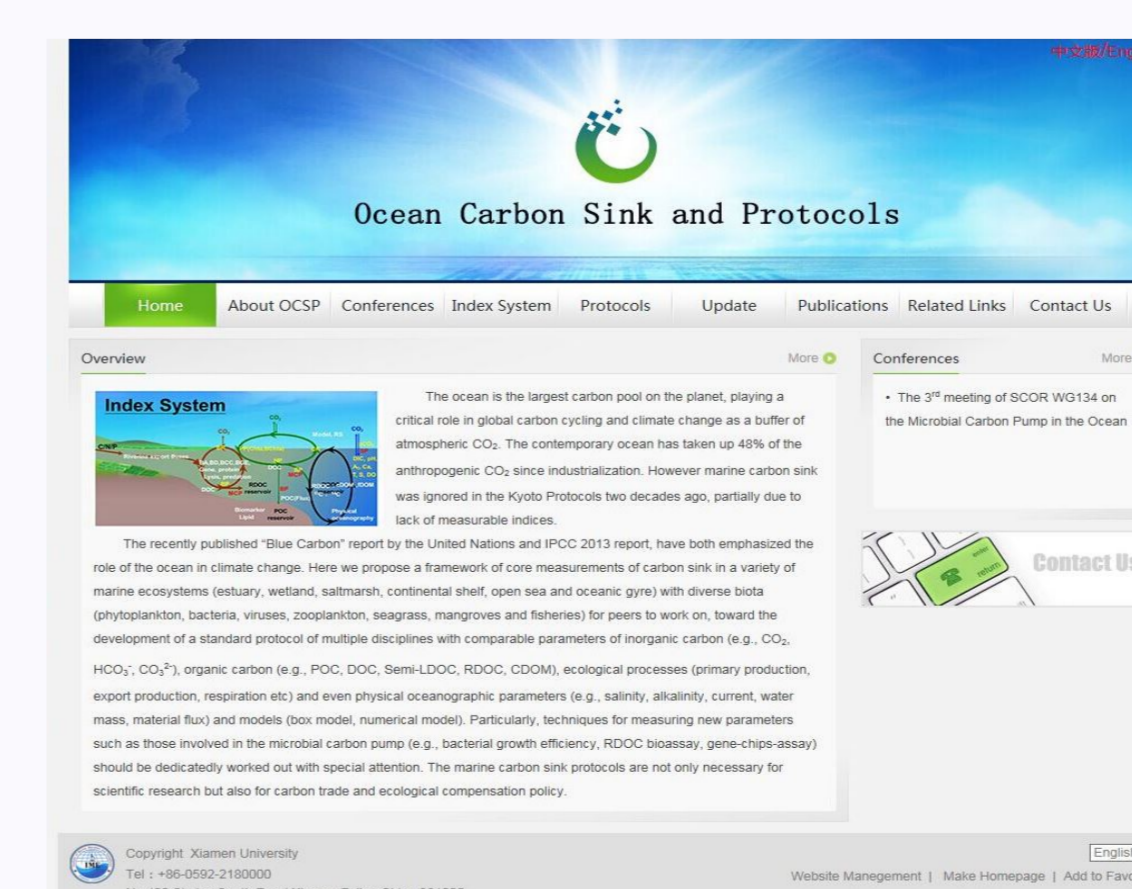 中文版/Eng
Ocean Carbon Sink and Protocols
Home About OCSP Conferences Index System Protocols Update Publications Related Links Contact Us
Overview More
Index System
The ocean is the largest carbon pool on the planet, playing a
critical role in global carbon cycling and climate change as a buffer of
atmospheric CO₂. The contemporary ocean has taken up 48% of the
anthropogenic CO₂ since industrialization. However marine carbon sink
was ignored in the Kyoto Protocols two decades ago, partially due to
lack of measurable indices.
The recently published “Blue Carbon” report by the United Nations and IPCC 2013 report, have both emphasized the
role of the ocean in climate change. Here we propose a framework of core measurements of carbon sink in a variety of
marine ecosystems (estuary, wetland, saltmarsh, continental shelf, open sea and oceanic gyre) with diverse biota
(phytoplankton, bacteria, viruses, zooplankton, seagrass, mangroves and fisheries) for peers to work on, toward the
development of a standard protocol of multiple disciplines with comparable parameters of inorganic carbon (e.g., CO₂,
HCO₃⁻, CO₃²⁻), organic carbon (e.g., POC, DOC, Semi-LDOC, RDOC, CDOM), ecological processes (primary production,
export production, respiration etc) and even physical oceanographic parameters (e.g., salinity, alkalinity, current, water
mass, material flux) and models (box model, numerical model). Particularly, techniques for measuring new parameters
such as those involved in the microbial carbon pump (e.g., bacterial growth efficiency, RDOC bioassay, gene-chips-assay)
should be dedicatedly worked out with special attention. The marine carbon sink protocols are not only necessary for
scientific research but also for carbon trade and ecological compensation policy.
Conferences More
• The 3rd meeting of SCOR WG134 on
the Microbial Carbon Pump in the Ocean
enter
return
Contact Us
Copyright Xiamen University
Tel : +86-0592-2180000
English
Website Manegement | Make Homepage | Add to Favo